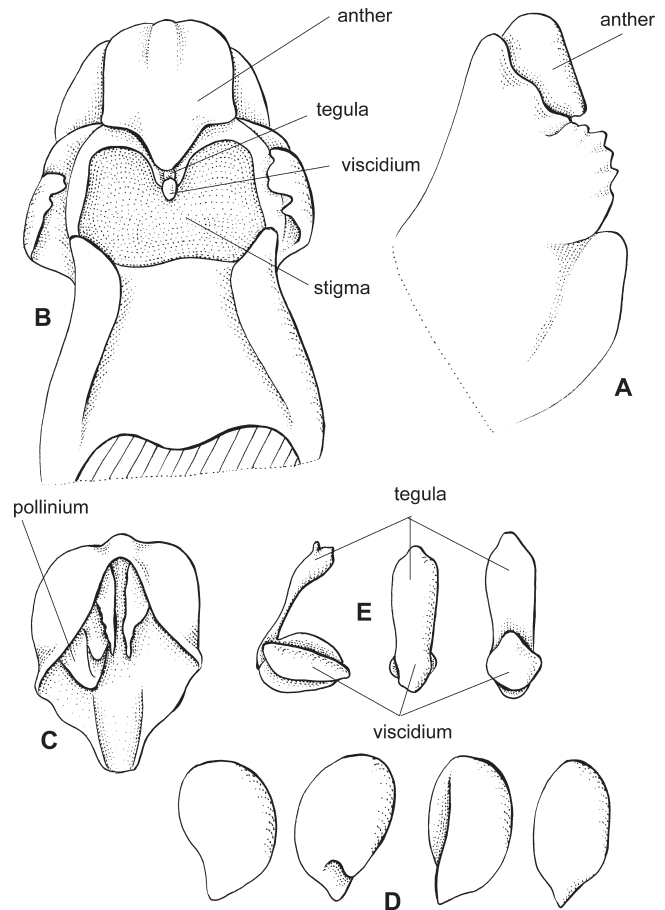 anther
anther
tegula
viscidium
stigma
B
A
pollinium
tegula
E
C
viscidium
D